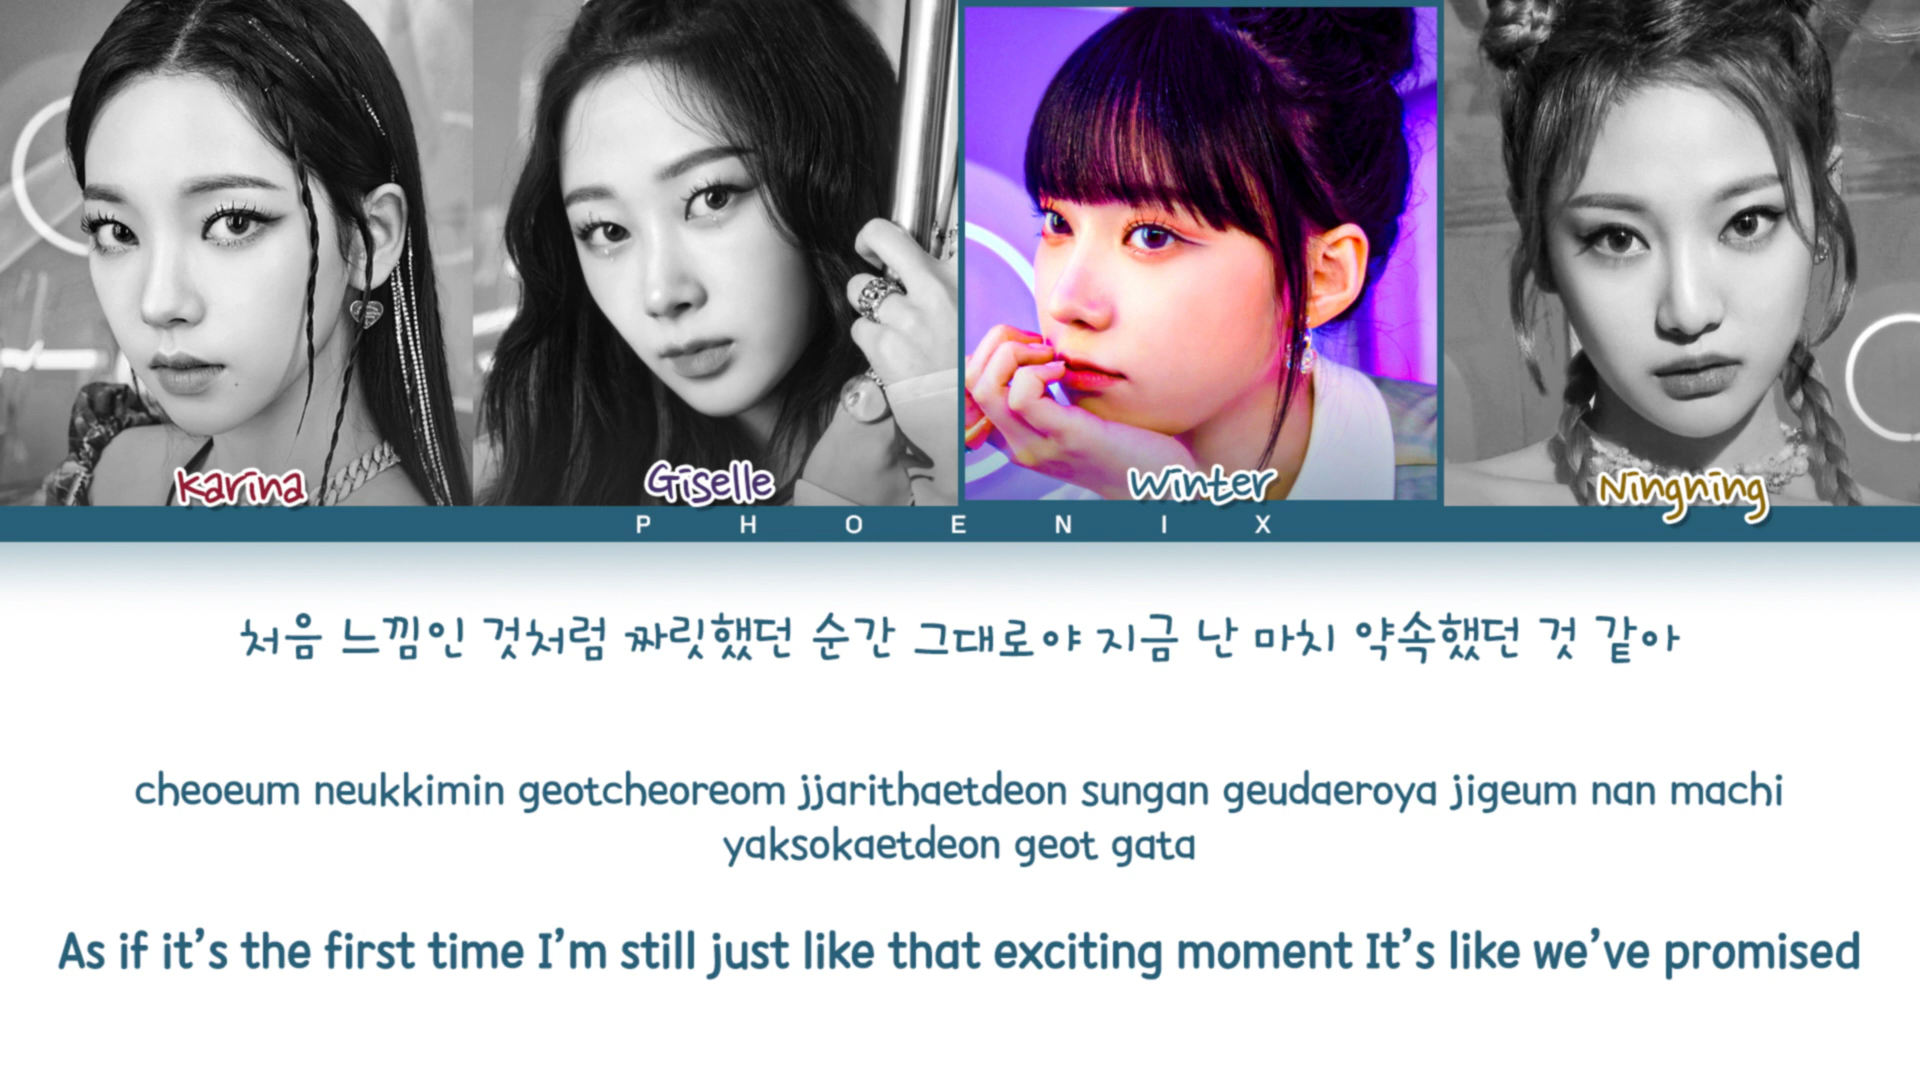 Karina
Giselle
Winter
Ningning
PHOENIX
처음 느낌인 것처럼 짜릿했던 순간 그대로야 지금 난 마치 약속했던 것 같아
cheoeum neukkimin geotcheoreom jjarithaetdeon sungan geudaeroya jigeum nan machi
yaksokaetdeon geot gata
As if it’s the first time I’m still just like that exciting moment It’s like we’ve promised